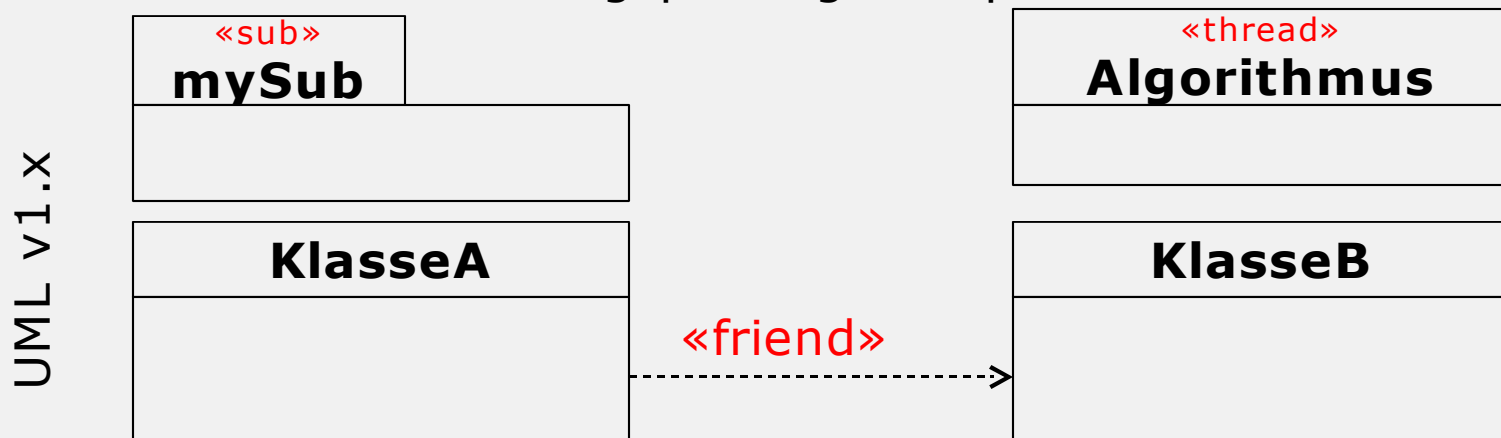 «sub»
mySub
«thread»
Algorithmus
UML v1.x
KlasseA
KlasseB
«friend»